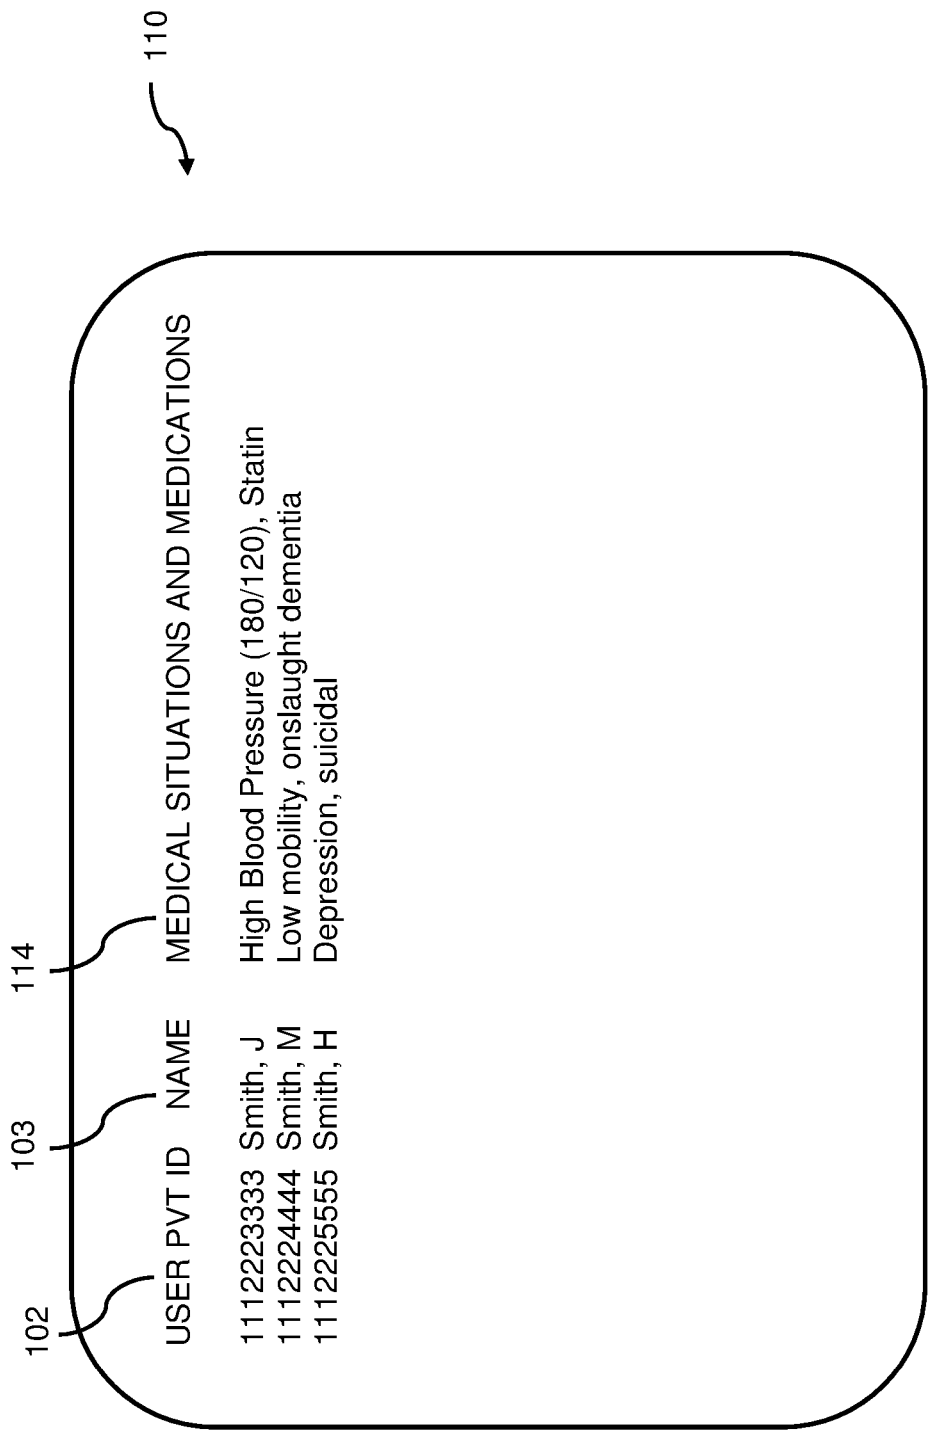 110
102 103 114
USER PVT ID NAME MEDICAL SITUATIONS AND MEDICATIONS
1112223333 Smith, J High Blood Pressure (180/120), Statin
1112224444 Smith, M Low mobility, onslaught dementia
1112225555 Smith, H Depression, suicidal